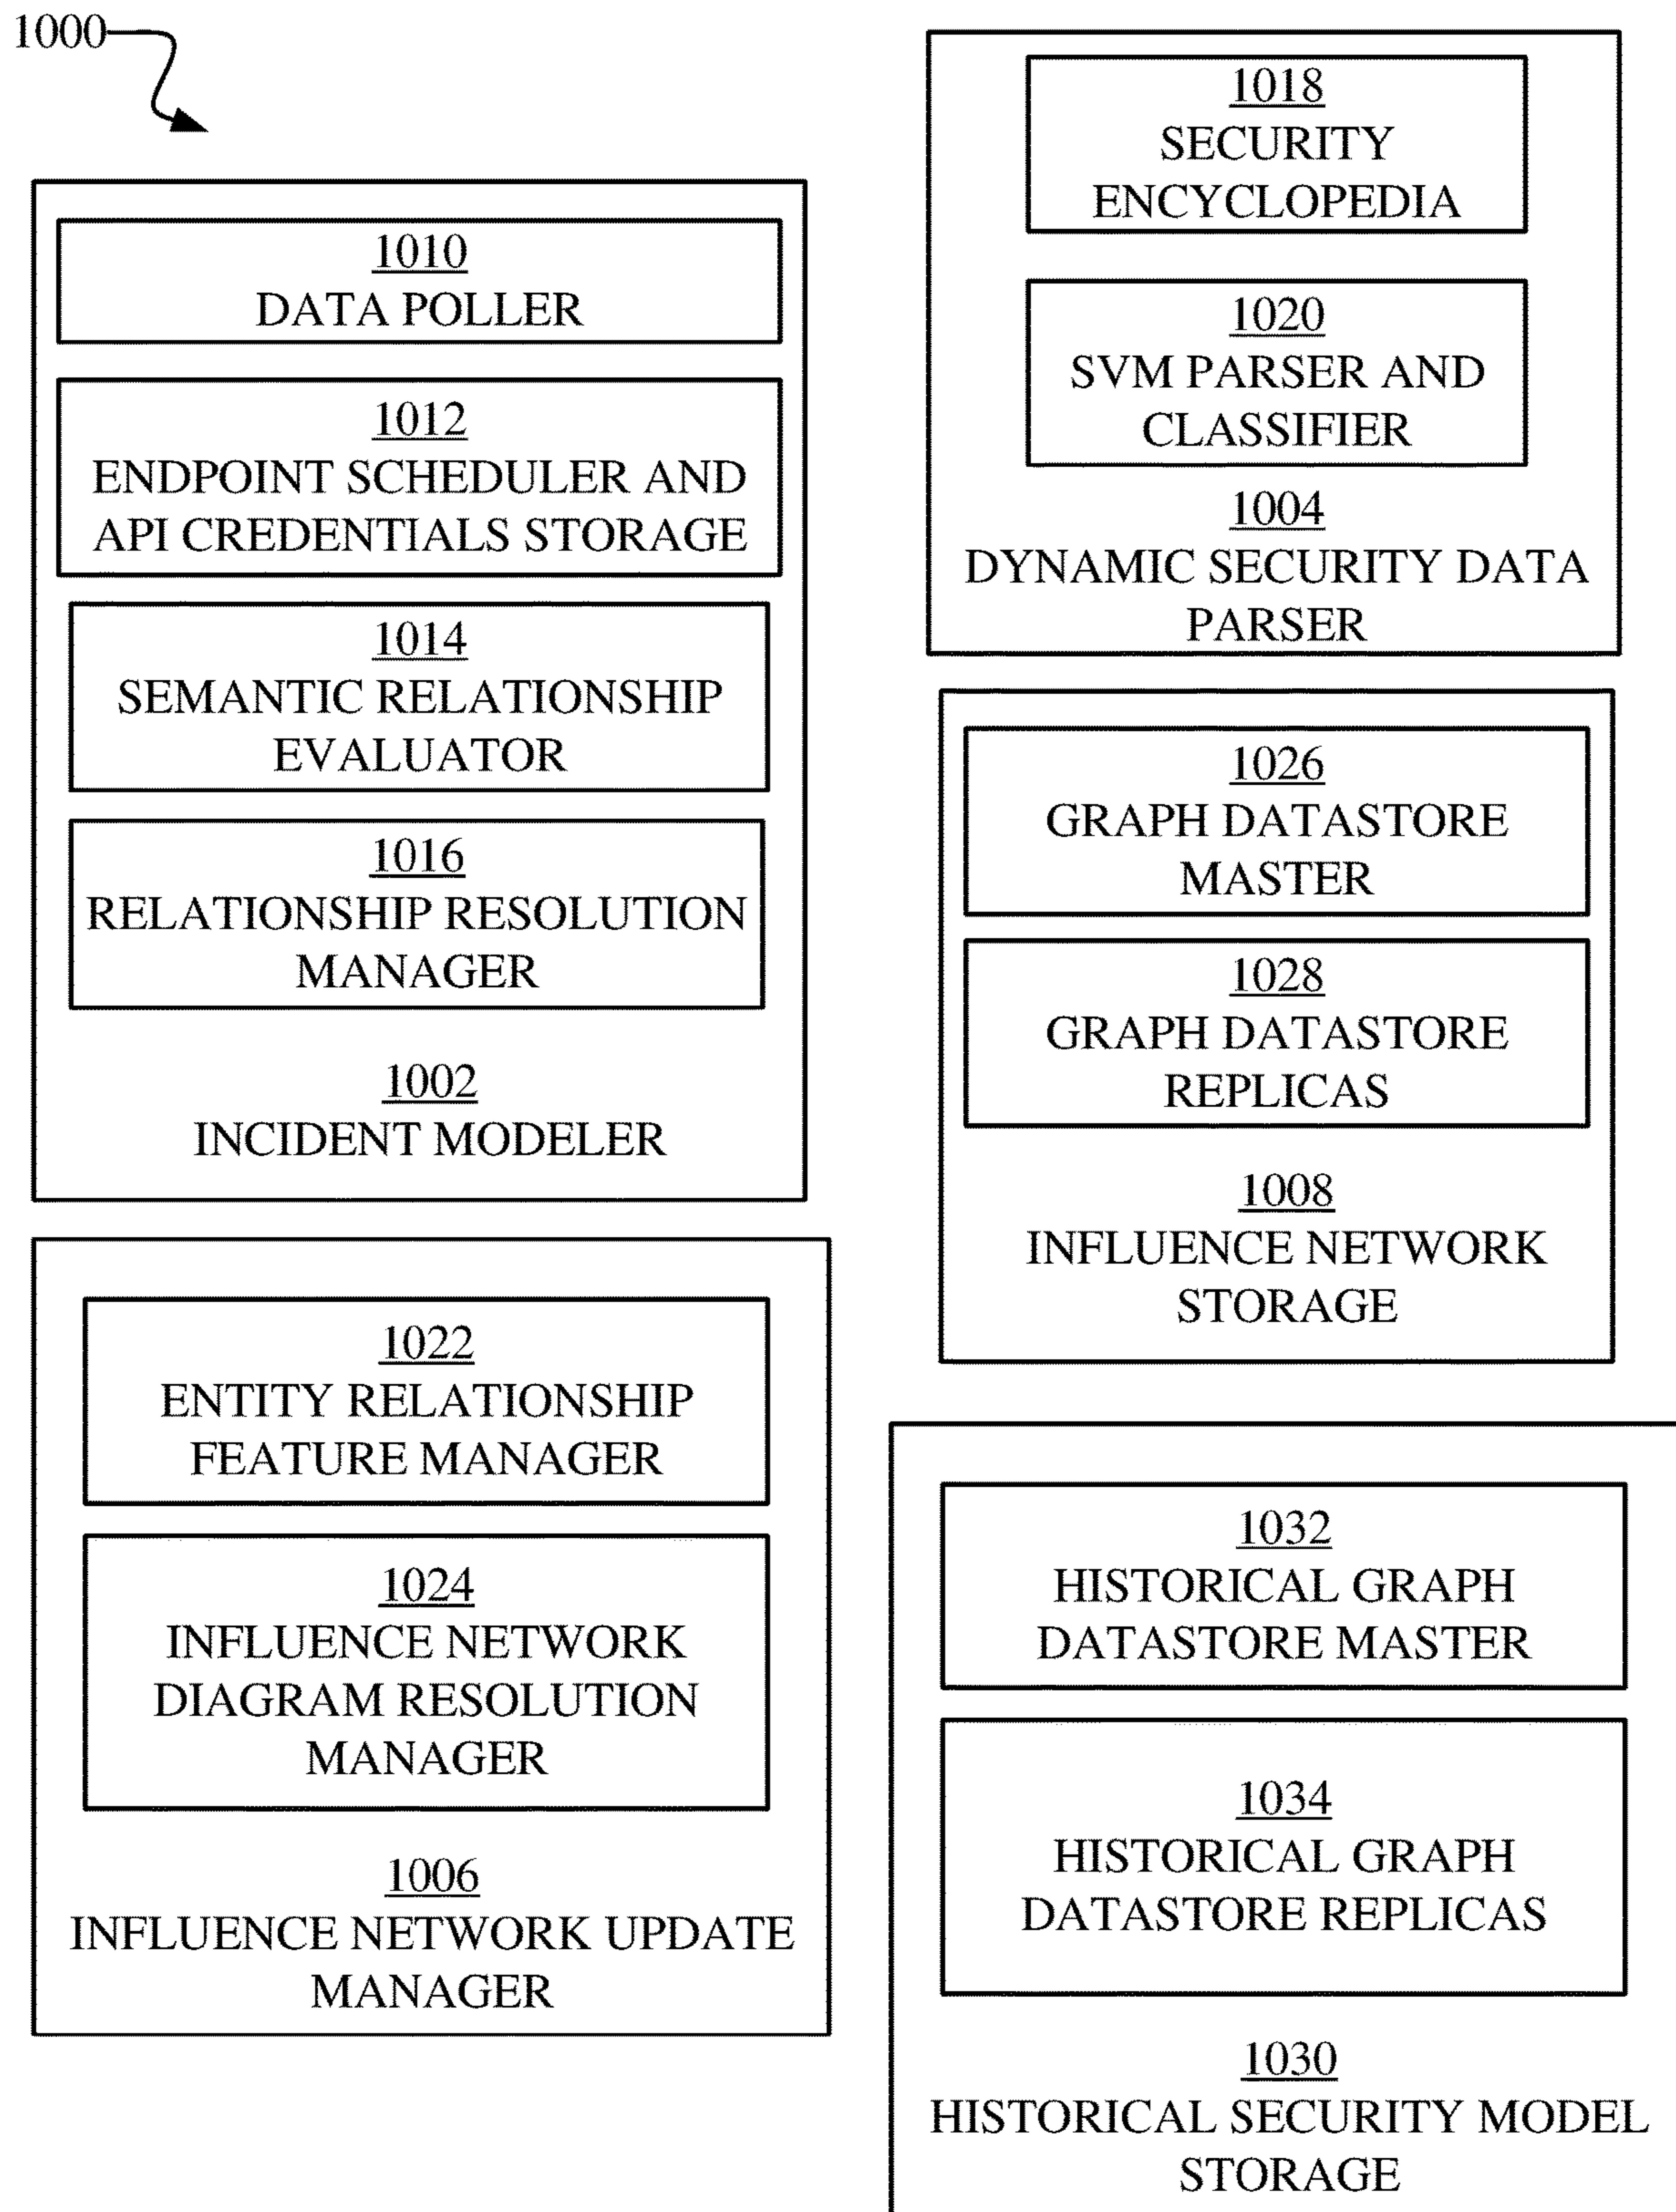 1000
1010
DATA POLLER
1012
ENDPOINT SCHEDULER AND
API CREDENTIALS STORAGE
1014
SEMANTIC RELATIONSHIP
EVALUATOR
1016
RELATIONSHIP RESOLUTION
MANAGER
1002
INCIDENT MODELER
1022
ENTITY RELATIONSHIP
FEATURE MANAGER
1024
INFLUENCE NETWORK
DIAGRAM RESOLUTION
MANAGER
1006
INFLUENCE NETWORK UPDATE
MANAGER
1018
SECURITY
ENCYCLOPEDIA
1020
SVM PARSER AND
CLASSIFIER
1004
DYNAMIC SECURITY DATA
PARSER
1026
GRAPH DATASTORE
MASTER
1028
GRAPH DATASTORE
REPLICAS
1008
INFLUENCE NETWORK
STORAGE
1032
HISTORICAL GRAPH
DATASTORE MASTER
1034
HISTORICAL GRAPH
DATASTORE REPLICAS
1030
HISTORICAL SECURITY MODEL
STORAGE